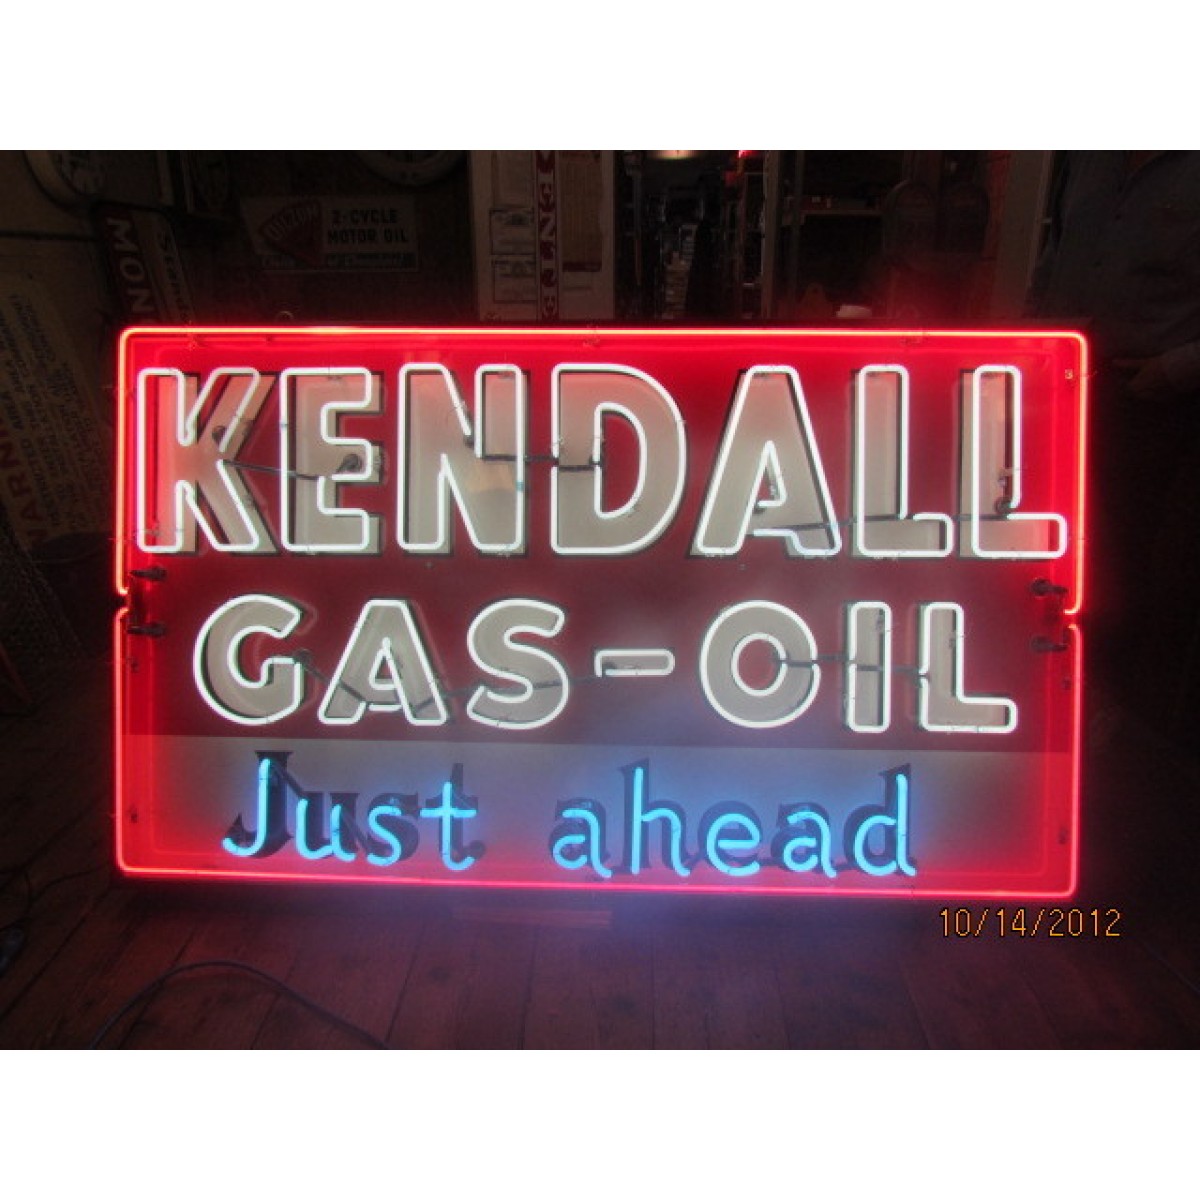 2-CYCLE
MOTOR OIL
KENDALL
GAS-OIL
Just ahead
10/14/2012